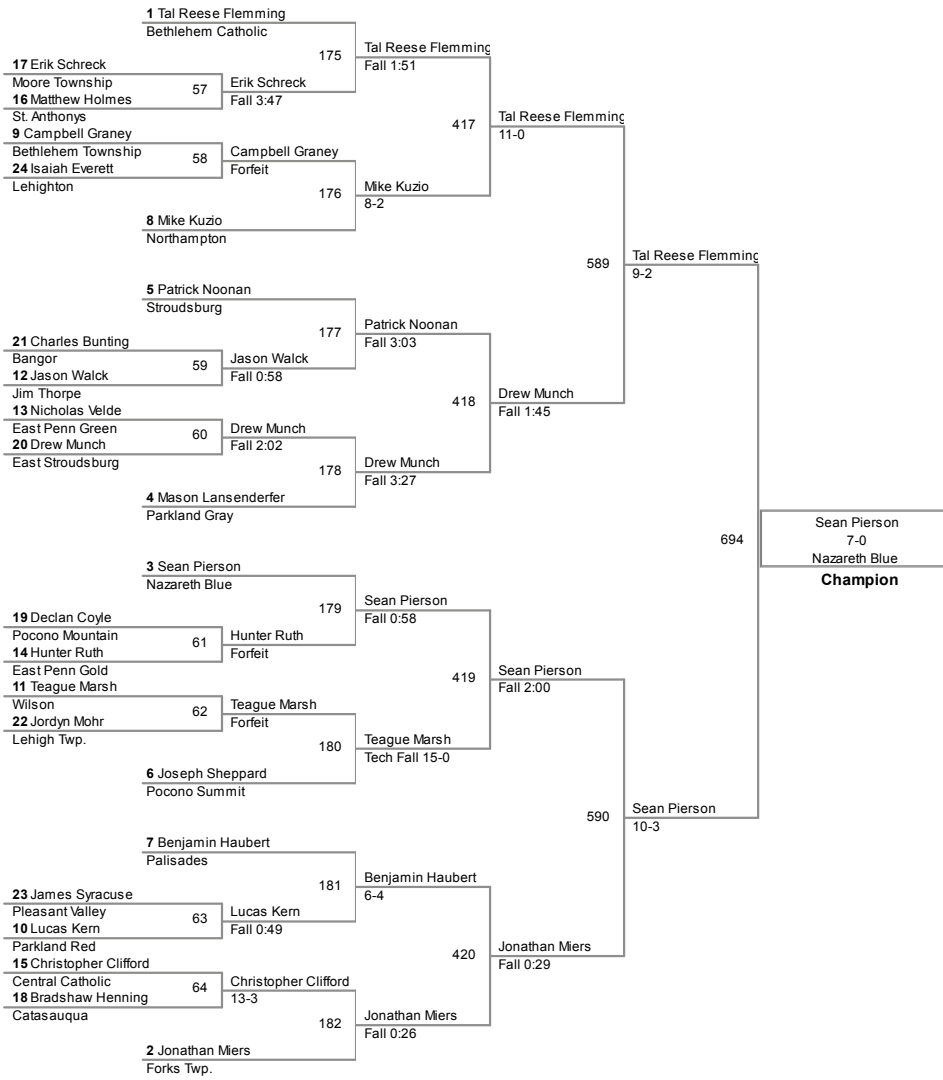 1 Tal Reese Flemming
Bethlehem Catholic
175
Tal Reese Flemming
Fall 1:51
17 Erik Schreck
Moore Township
57
16 Matthew Holmes
St. Anthonys
Erik Schreck
Fall 3:47
417
Tal Reese Flemming
11-0
9 Campbell Graney
Bethlehem Township
58
24 Isaiah Everett
Lehighton
Campbell Graney
Forfeit
176
Mike Kuzio
8-2
8 Mike Kuzio
Northampton
589
Tal Reese Flemming
9-2
5 Patrick Noonan
Stroudsburg
177
Patrick Noonan
Fall 3:03
21 Charles Bunting
Bangor
59
12 Jason Walck
Jim Thorpe
Jason Walck
Fall 0:58
418
Drew Munch
Fall 1:45
13 Nicholas Velde
East Penn Green
60
20 Drew Munch
East Stroudsburg
Drew Munch
Fall 2:02
178
Drew Munch
Fall 3:27
4 Mason Lansenderfer
Parkland Gray
694
Sean Pierson
7-0
Nazareth Blue
Champion
3 Sean Pierson
Nazareth Blue
179
Sean Pierson
Fall 0:58
19 Declan Coyle
Pocono Mountain
61
14 Hunter Ruth
East Penn Gold
Hunter Ruth
Forfeit
419
Sean Pierson
Fall 2:00
11 Teague Marsh
Wilson
62
22 Jordyn Mohr
Lehigh Twp.
Teague Marsh
Forfeit
180
Teague Marsh
Tech Fall 15-0
6 Joseph Sheppard
Pocono Summit
590
Sean Pierson
10-3
7 Benjamin Haubert
Palisades
181
Benjamin Haubert
6-4
23 James Syracuse
Pleasant Valley
63
10 Lucas Kern
Parkland Red
Lucas Kern
Fall 0:49
420
Jonathan Miers
Fall 0:29
15 Christopher Clifford
Central Catholic
64
18 Bradshaw Henning
Catasauqua
Christopher Clifford
13-3
182
Jonathan Miers
Fall 0:26
2 Jonathan Miers
Forks Twp.